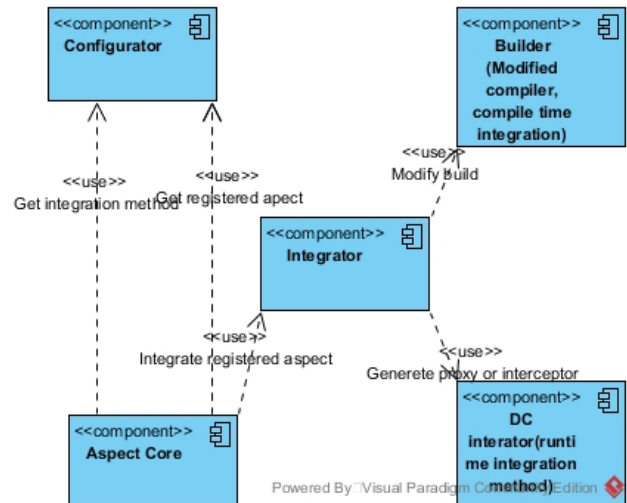 <<component>>
Configurator
<<component>>
Builder
(Modified
compiler,
compile time
integration)
<<use>>
Modify build
<<use>>
Get integration method
<<use>>
Get registered apect
<<component>>
Integrator
<<use>>
Integrate registered aspect
<<use>>
Generete proxy or interceptor
<<component>>
Aspect Core
<<component>>
DC
interator(runti
me integration
method)
Powered By Visual Paradigm Community Edition